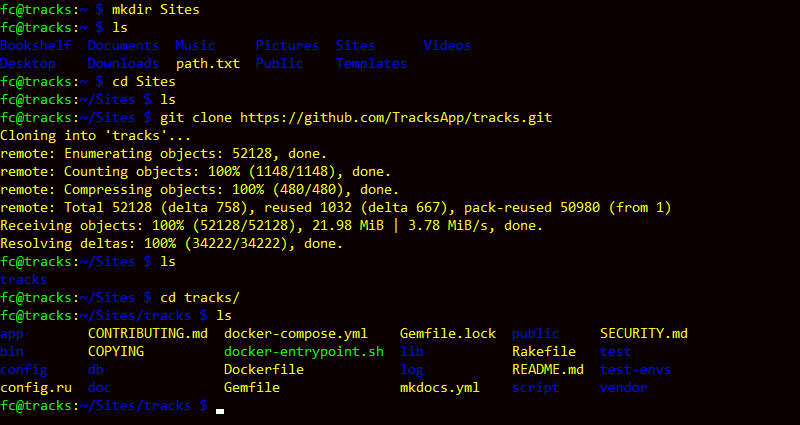 fc@tracks:~ $ mkdir Sites
fc@tracks:~ $ ls
Bookshelf  Documents  Music     Pictures  Sites      Videos
Desktop    Downloads  path.txt  Public    Templates
fc@tracks:~ $ cd Sites
fc@tracks:~/Sites $ ls
fc@tracks:~/Sites $ git clone https://github.com/TracksApp/tracks.git
Cloning into 'tracks'...
remote: Enumerating objects: 52128, done.
remote: Counting objects: 100% (1148/1148), done.
remote: Compressing objects: 100% (480/480), done.
remote: Total 52128 (delta 758), reused 1032 (delta 667), pack-reused 50980 (from 1)
Receiving objects: 100% (52128/52128), 21.98 MiB | 3.78 MiB/s, done.
Resolving deltas: 100% (34222/34222), done.
fc@tracks:~/Sites $ ls
tracks
fc@tracks:~/Sites $ cd tracks/
fc@tracks:~/Sites/tracks $ ls
app        CONTRIBUTING.md  docker-compose.yml    Gemfile.lock  public     SECURITY.md
bin        COPYING          docker-entrypoint.sh  lib           Rakefile   test
config     db               Dockerfile            log           README.md  test-envs
config.ru  doc              Gemfile               mkdocs.yml    script     vendor
fc@tracks:~/Sites/tracks $